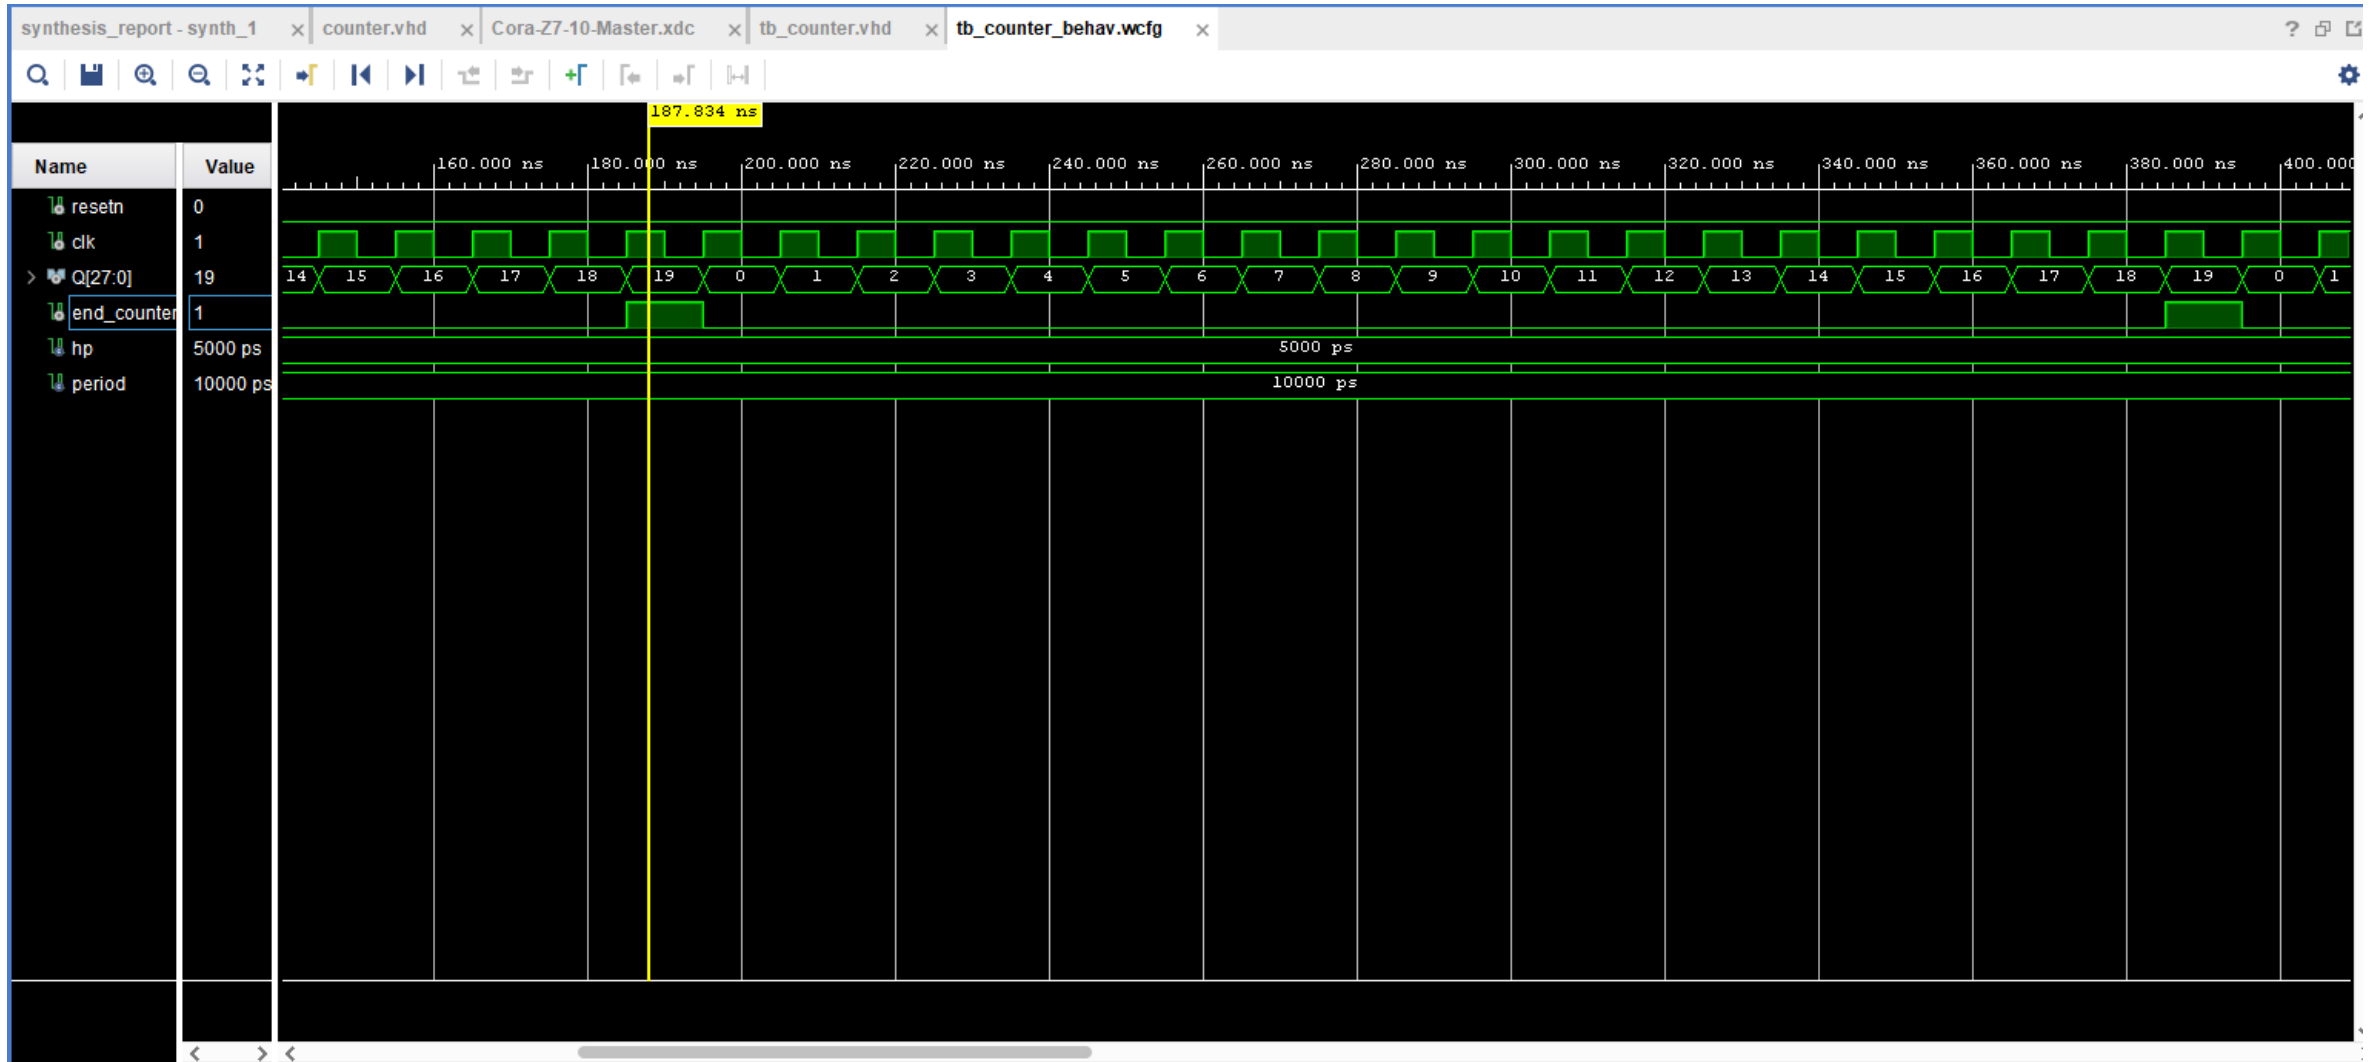 synthesis_report - synth_1 counter.vhd Cora-Z7-10-Master.xdc tb_counter.vhd tb_counter_behav.wcfg
187.834 ns
Name Value 160.000 ns 180.000 ns 200.000 ns 220.000 ns 240.000 ns 260.000 ns 280.000 ns 300.000 ns 320.000 ns 340.000 ns 360.000 ns 380.000 ns 400.000
resetn 0
clk 1
Q[27:0] 19 14 15 16 17 18 19 0 1 2 3 4 5 6 7 8 9 10 11 12 13 14 15 16 17 18 19 0 1
end_counter 1
hp 5000 ps 5000 ps
period 10000 ps 10000 ps